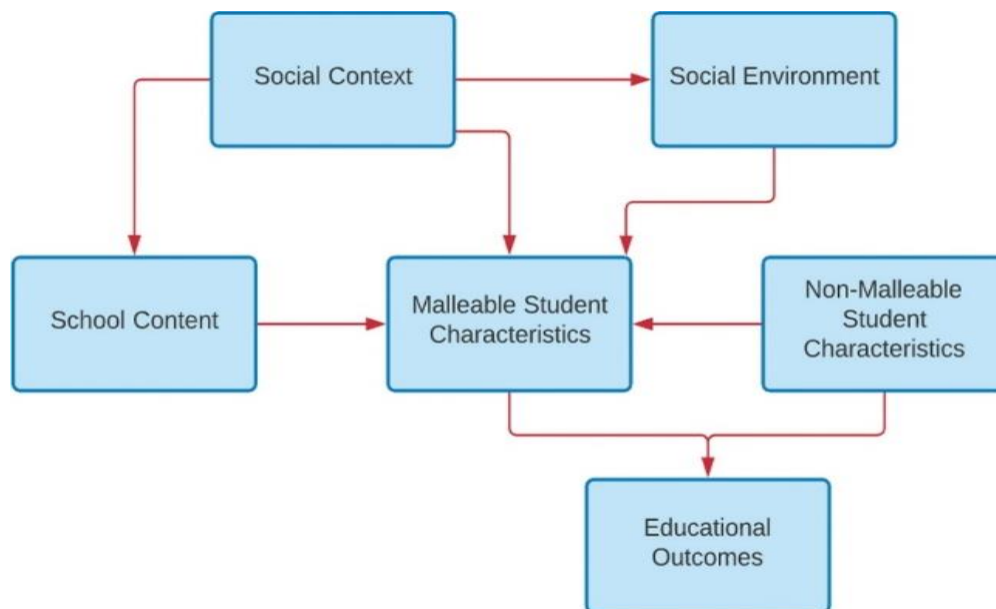 Social Context
Social Environment
School Content
Malleable Student
Characteristics
Non-Malleable
Student
Characteristics
Educational
Outcomes